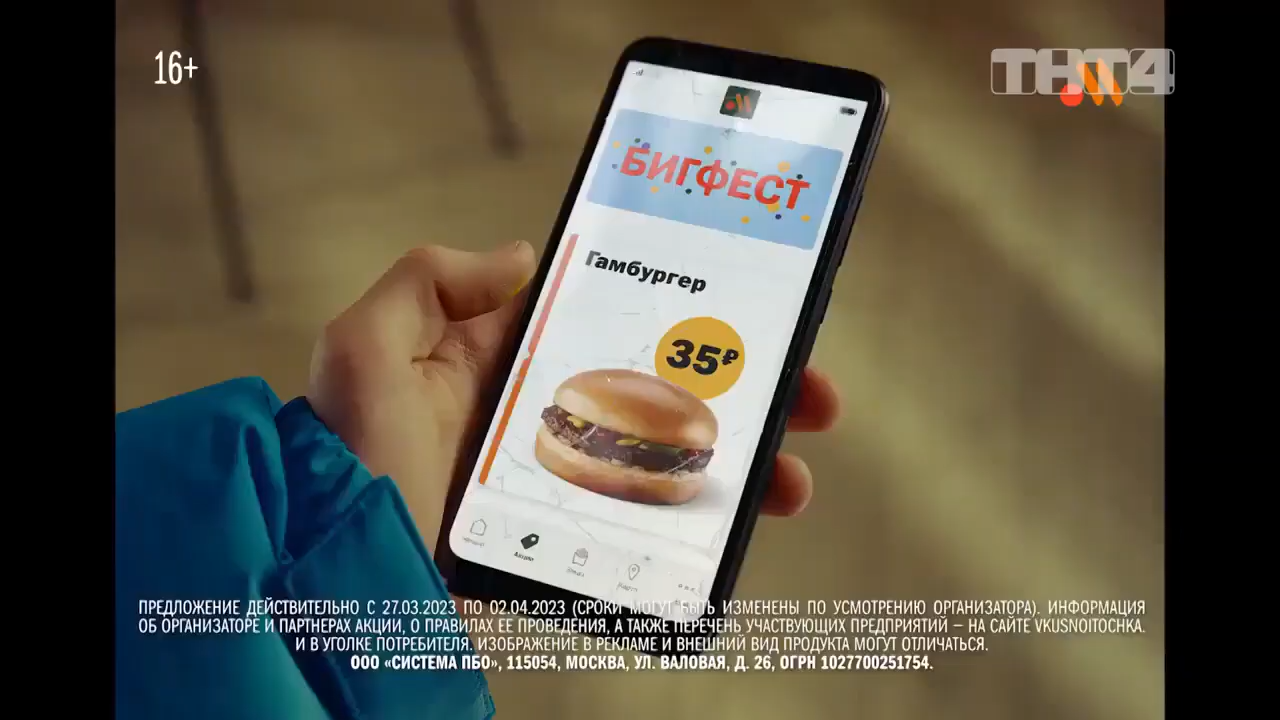 16+
ТНТ4
БИГФЕСТ
Гамбургер
35₽
Акции
ПРЕДЛОЖЕНИЕ ДЕЙСТВИТЕЛЬНО С 27.03.2023 ПО 02.04.2023 (СРОКИ МОГУТ БЫТЬ ИЗМЕНЕНЫ ПО УСМОТРЕНИЮ ОРГАНИЗАТОРА). ИНФОРМАЦИЯ
ОБ ОРГАНИЗАТОРЕ И ПАРТНЕРАХ АКЦИИ, О ПРАВИЛАХ ЕЕ ПРОВЕДЕНИЯ, А ТАКЖЕ ПЕРЕЧЕНЬ УЧАСТВУЮЩИХ ПРЕДПРИЯТИЙ – НА САЙТЕ VKUSNOITOCHKA.
И В УГОЛКЕ ПОТРЕБИТЕЛЯ. ИЗОБРАЖЕНИЕ В РЕКЛАМЕ И ВНЕШНИЙ ВИД ПРОДУКТА МОГУТ ОТЛИЧАТЬСЯ.
ООО «СИСТЕМА ПБО», 115054, МОСКВА, УЛ. ВАЛОВАЯ, Д. 26, ОГРН 1027700251754.